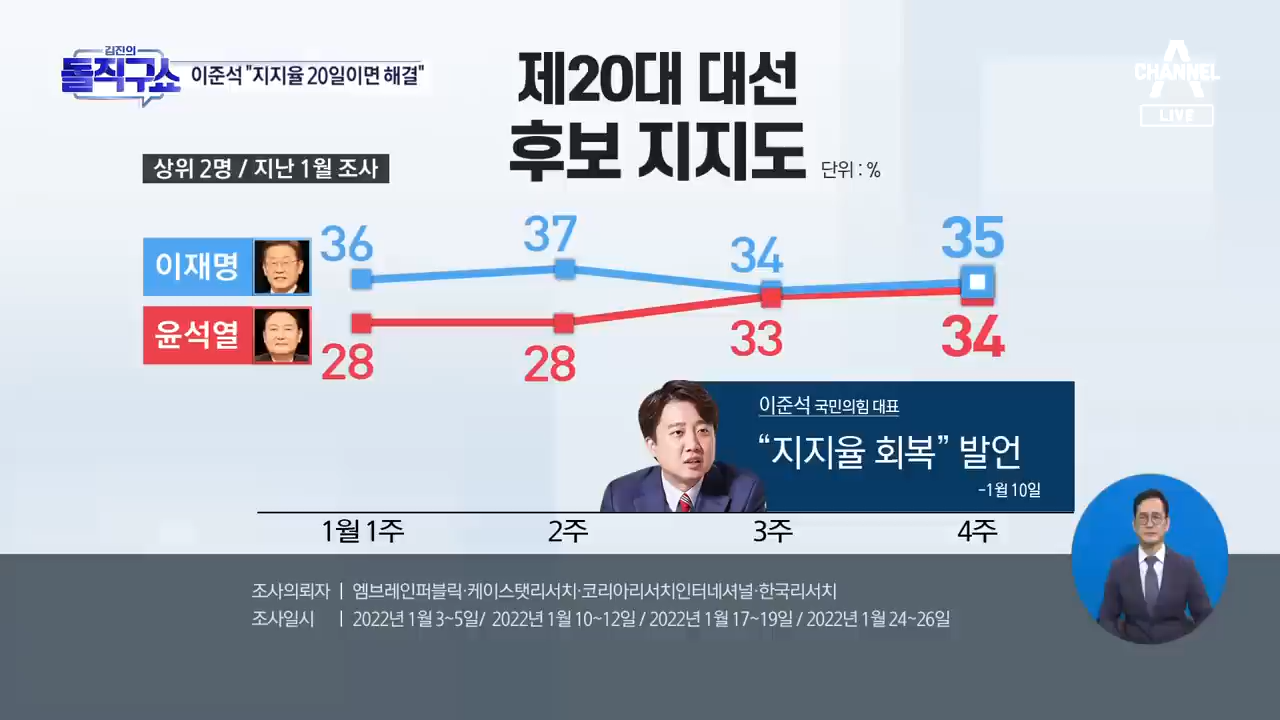 김진의
돌직구쇼
이준석 "지지율 20일이면 해결"
CHANNEL A
LIVE
제20대 대선
후보 지지도
단위 : %
상위 2명 / 지난 1월 조사
이재명
36
37
34
35
윤석열
28
28
33
34
이준석 국민의힘 대표
“지지율 회복” 발언
-1월 10일
1월 1주
2주
3주
4주
조사의뢰자 | 엠브레인퍼블릭·케이스탯리서치·코리아리서치인터네셔널·한국리서치
조사일시 | 2022년 1월 3~5일/ 2022년 1월 10~12일 / 2022년 1월 17~19일 / 2022년 1월 24~26일